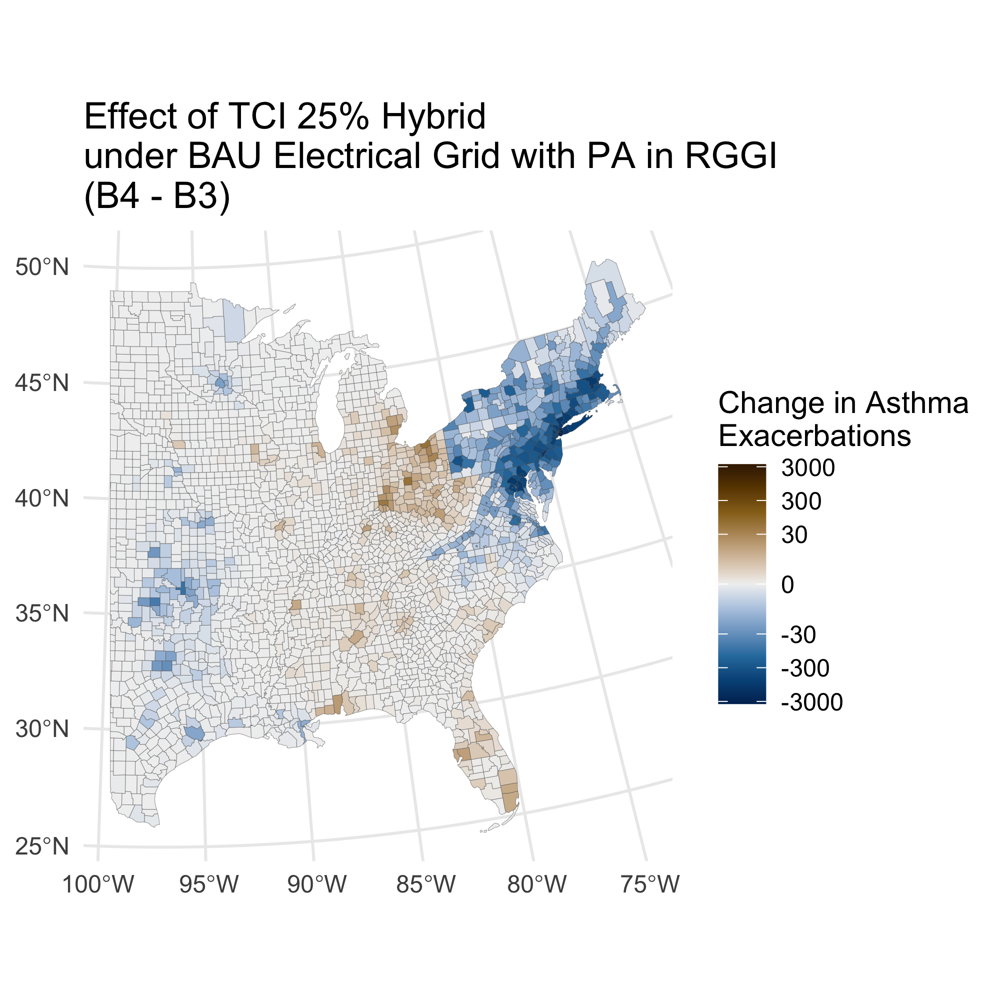 Effect of TCI 25% Hybrid
under BAU Electrical Grid with PA in RGGI
(B4 - B3)
50°N
45°N
40°N
35°N
30°N
25°N
100°W
95°W
90°W
85°W
80°W
75°W
Change in Asthma
Exacerbations
3000
300
30
0
-30
-300
-3000